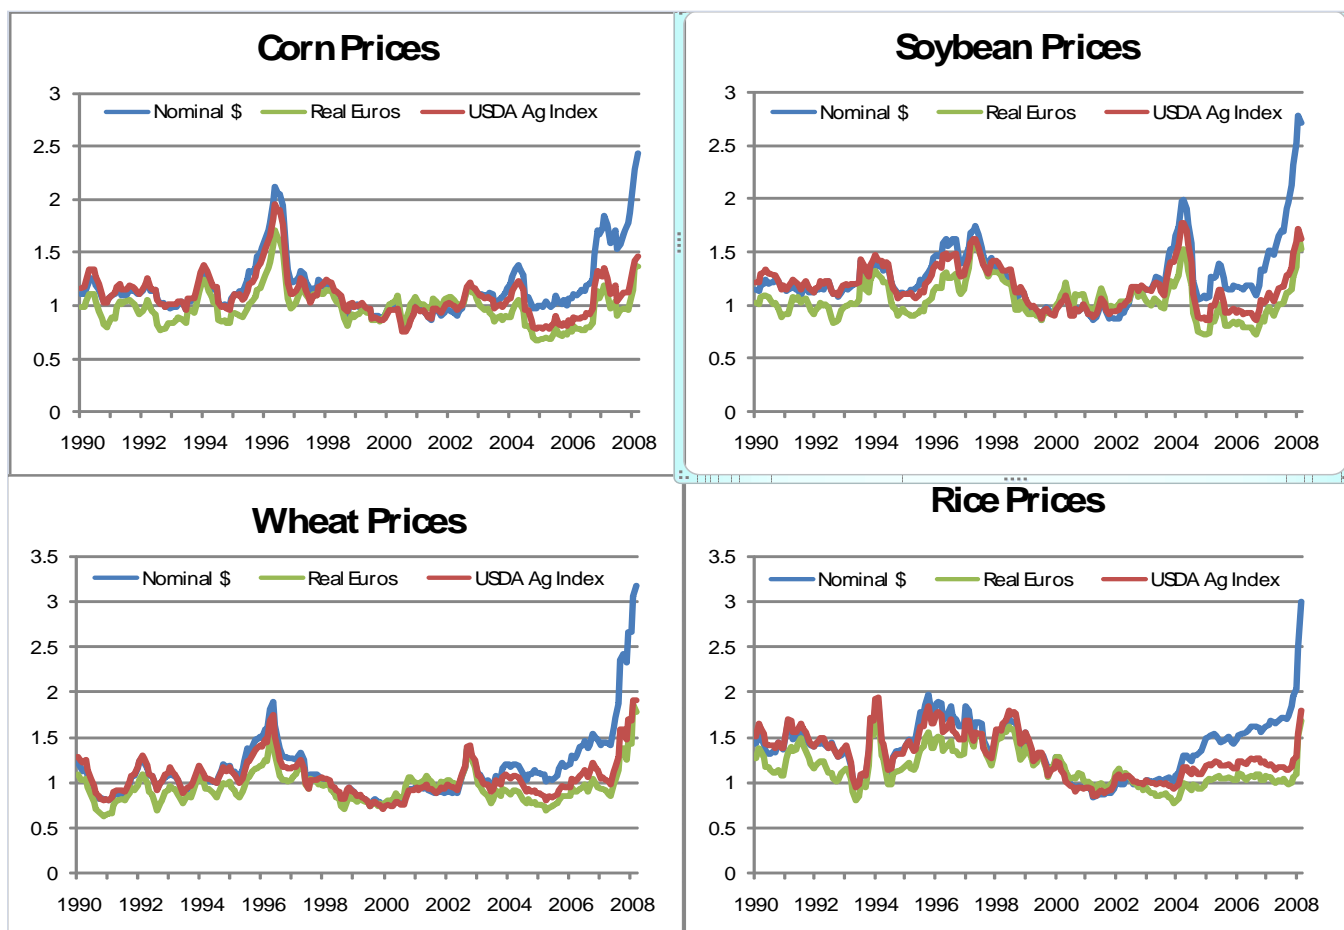 Corn Prices
Nominal $ Real Euros USDA Ag Index
3
2.5
2
1.5
1
0.5
0
1990 1992 1994 1996 1998 2000 2002 2004 2006 2008
Soybean Prices
3
Nominal $ Real Euros USDA Ag Index
2.5
2
1.5
1
0.5
0
1990 1992 1994 1996 1998 2000 2002 2004 2006 2008
Wheat Prices
3.5
Nominal $ Real Euros USDA Ag Index
3
2.5
2
1.5
1
0.5
0
1990 1992 1994 1996 1998 2000 2002 2004 2006 2008
Rice Prices
3.5
Nominal $ Real Euros USDA Ag Index
3
2.5
2
1.5
1
0.5
0
1990 1992 1994 1996 1998 2000 2002 2004 2006 2008